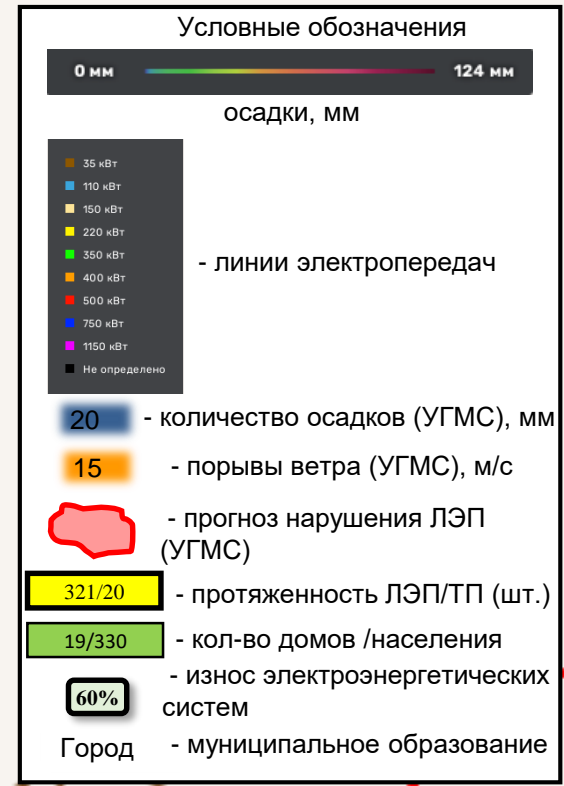 Условные обозначения
0 мм 124 мм
осадки, мм
35 кВт
110 кВт
150 кВт
220 кВт
350 кВт
400 кВт
500 кВт
750 кВт
1150 кВт
Не определено
- линии электропередач
20 - количество осадков (УГМС), мм
15 - порывы ветра (УГМС), м/с
- прогноз нарушения ЛЭП
(УГМС)
321/20 - протяженность ЛЭП/ТП (шт.)
19/330 - кол-во домов /населения
60% - износ электроэнергетических
систем
Город - муниципальное образование